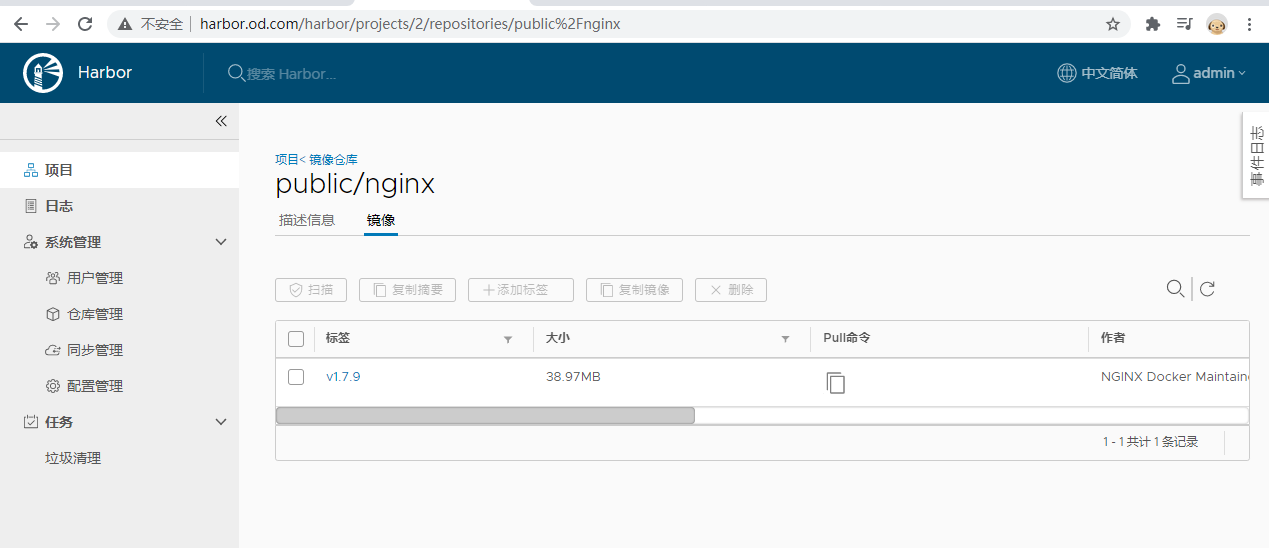 不安全 harbor.od.com/harbor/projects/2/repositories/public%2Fnginx
Harbor 搜索 Harbor... 中文简体 admin
事件日志
项目
日志
系统管理
用户管理
仓库管理
同步管理
配置管理
任务
垃圾清理
项目< 镜像仓库
public/nginx
描述信息 镜像
扫描 复制摘要 添加标签 复制镜像 删除
标签 大小 Pull命令 作者
v1.7.9 38.97MB NGINX Docker Maintaine
1 - 1 共计 1 条记录